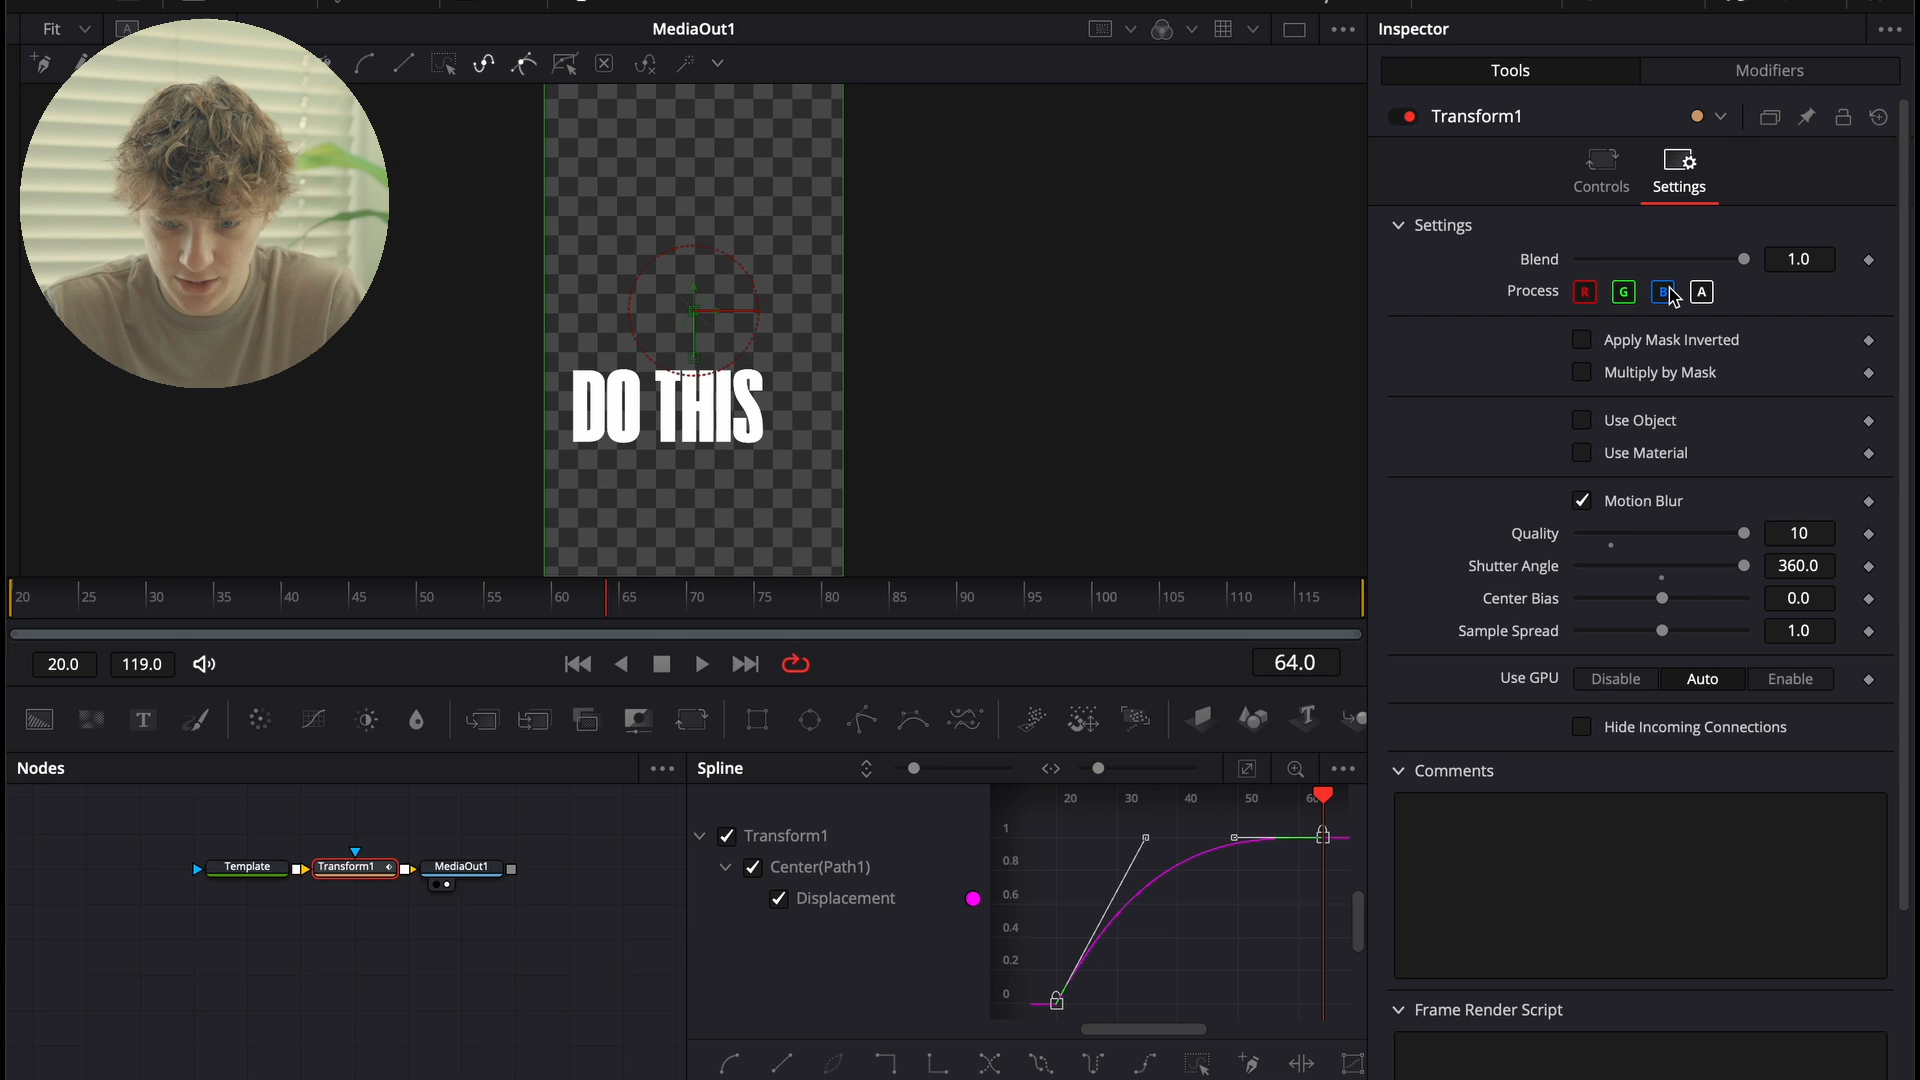 Fit
A
MediaOut1
Inspector
Tools
Modifiers
Transform1
Controls
Settings
Settings
Blend
1.0
Process
R
G
B
A
Apply Mask Inverted
Multiply by Mask
Use Object
Use Material
Motion Blur
Quality
10
Shutter Angle
360.0
Center Bias
0.0
Sample Spread
1.0
Use GPU
Disable
Auto
Enable
Hide Incoming Connections
Comments
Frame Render Script
DO THIS
20 25 30 35 40 45 50 55 60 65 70 75 80 85 90 95 100 105 110 115
20.0
119.0
64.0
T
T
Nodes
Template
Transform1
MediaOut1
Spline
Transform1
Center(Path1)
Displacement
20 30 40 50
1
0.8
0.6
0.4
0.2
0